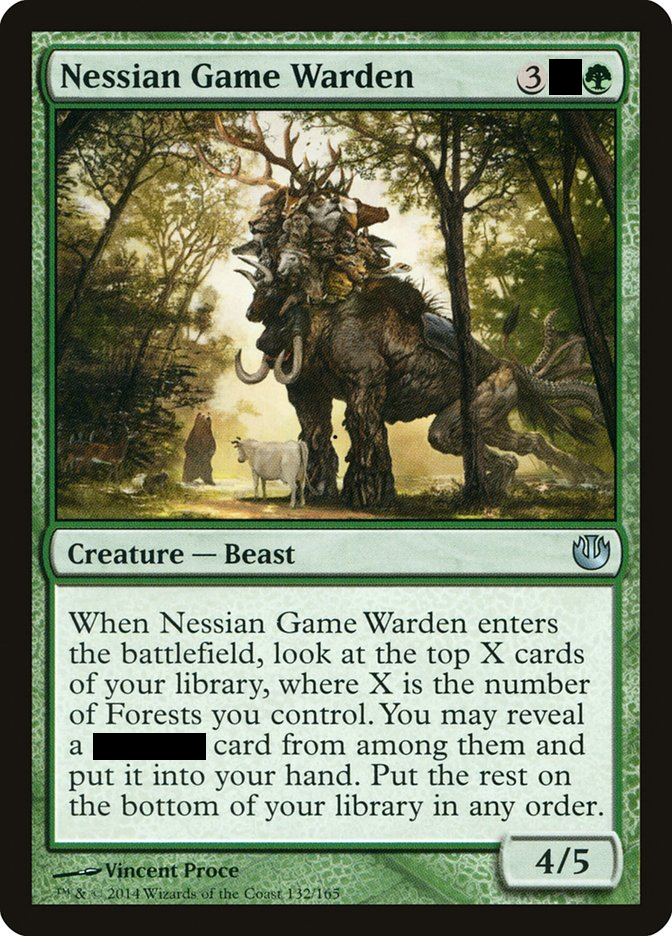 Nessian Game Warden 3
Creature — Beast
When Nessian Game Warden enters
the battlefield, look at the top X cards
of your library, where X is the number
of Forests you control. You may reveal
a card from among them and
put it into your hand. Put the rest on
the bottom of your library in any order.
4/5
Vincent Proce
™ & © 2014 Wizards of the Coast 132/165